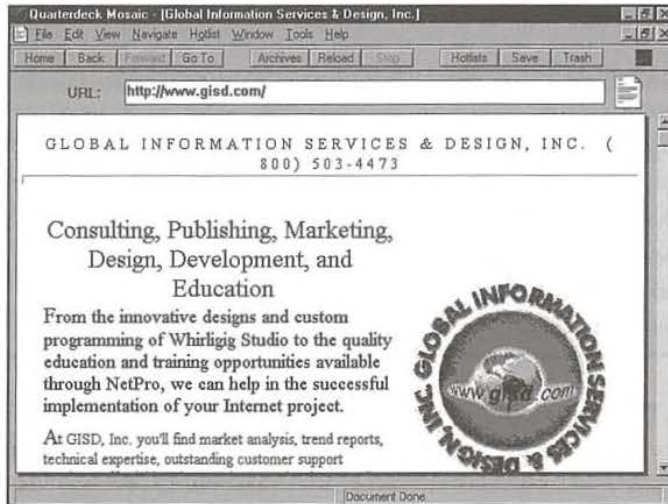 Quarterdeck Mosaic - [Global Information Services & Design, Inc.]
File Edit View Navigate Hotlist Window Tools Help
Home Back Forward Go To Archives Reload Stop Hotlists Save Trash
URL: http://www.gisd.com/
GLOBAL INFORMATION SERVICES & DESIGN, INC. (
800) 503-4473
Consulting, Publishing, Marketing,
Design, Development, and
Education
From the innovative designs and custom
programming of Whirligig Studio to the quality
education and training opportunities available
through NetPro, we can help in the successful
implementation of your Internet project.
At GISD, Inc. you'll find market analysis, trend reports,
technical expertise, outstanding customer support
GLOBAL INFORMATION SERVICES & DESIGN, INC.
www.gisd.com
Document Done